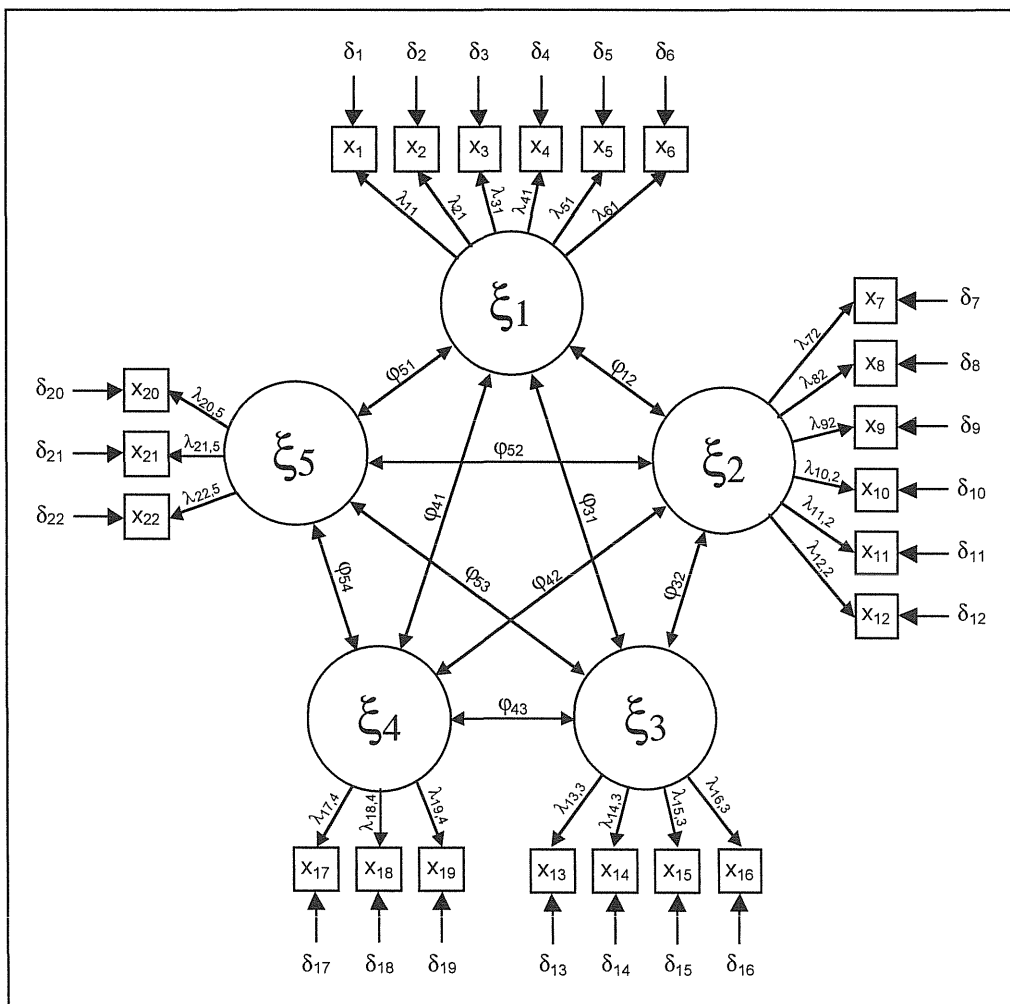 δ1 δ2 δ3 δ4 δ5 δ6
x1 x2 x3 x4 x5 x6
λ11 λ21 λ31 λ41 λ51 λ61
ξ1
x7 δ7
λ72
x8 δ8
λ82
x9 δ9
λ92
x10 δ10
λ10,2
x11 δ11
λ11,2
x12 δ12
λ12,2
φ51 φ12
δ20 x20 λ20,5
δ21 x21 λ21,5
δ22 x22 λ22,5
ξ5 φ52 ξ2
φ41 φ31
φ54 φ53 φ42 φ32
ξ4 φ43 ξ3
λ17,4 λ18,4 λ19,4 λ13,3 λ14,3 λ15,3 λ16,3
x17 x18 x19 x13 x14 x15 x16
δ17 δ18 δ19 δ13 δ14 δ15 δ16